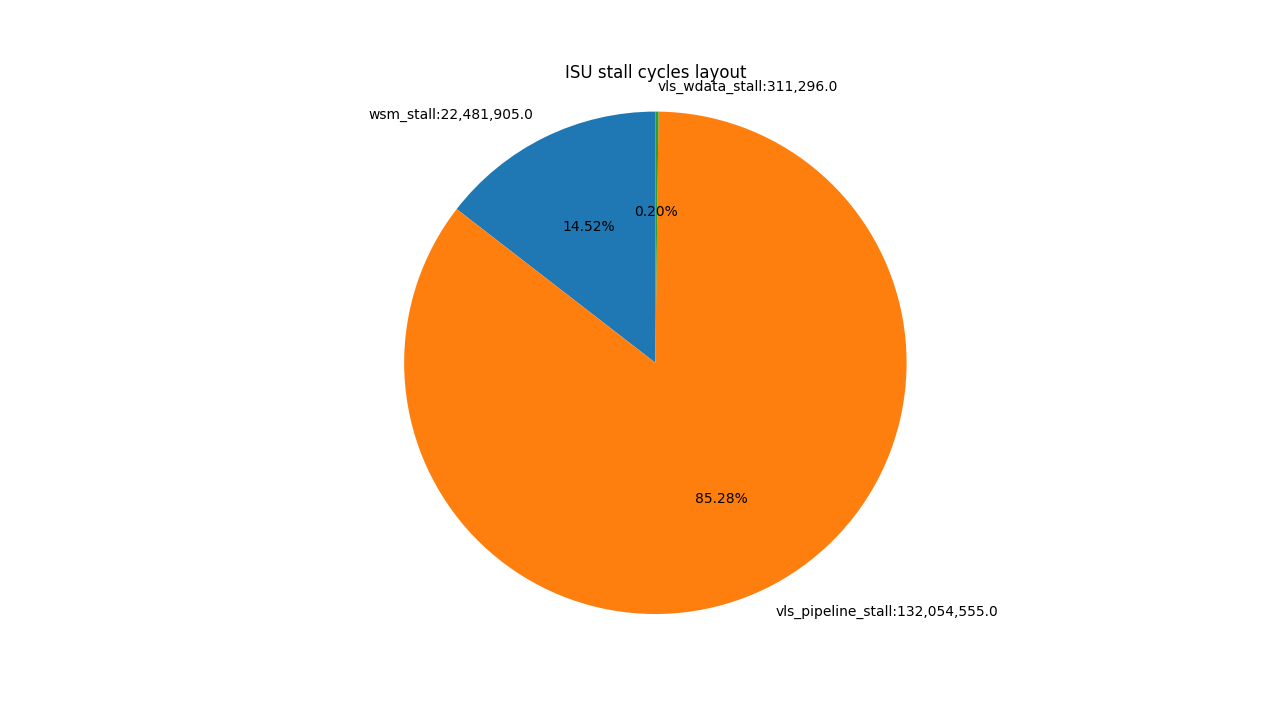 ISU stall cycles layout
vls_wdata_stall:311,296.0
wsm_stall:22,481,905.0
0.20%
14.52%
85.28%
vls_pipeline_stall:132,054,555.0